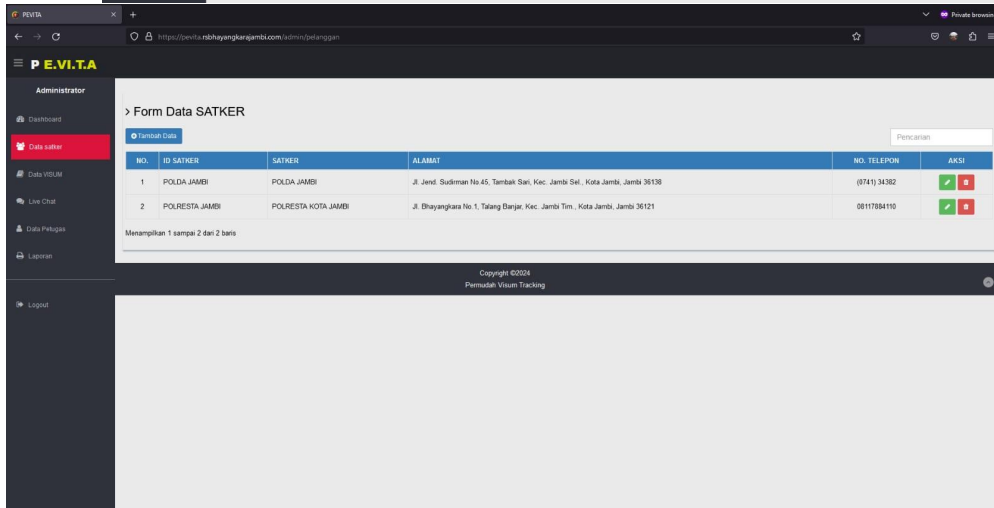 PEVITA
Private browsing
https://pevita.rsbhayangkarajambi.com/admin/pelanggan
P E.VI.T.A
Administrator
Dashboard
Data satker
Data VISUM
Live Chat
Data Petugas
Laporan
Logout
> Form Data SATKER
Tambah Data
Pencarian
NO. ID SATKER SATKER ALAMAT NO. TELEPON AKSI
1 POLDA JAMBI POLDA JAMBI Jl. Jend. Sudirman No.45, Tambak Sari, Kec. Jambi Sel., Kota Jambi, Jambi 36138 (0741) 34382
2 POLRESTA JAMBI POLRESTA KOTA JAMBI Jl. Bhayangkara No.1, Talang Banjar, Kec. Jambi Tim., Kota Jambi, Jambi 36121 08117884110
Menampilkan 1 sampai 2 dari 2 baris
Copyright ©2024
Permudah Visum Tracking